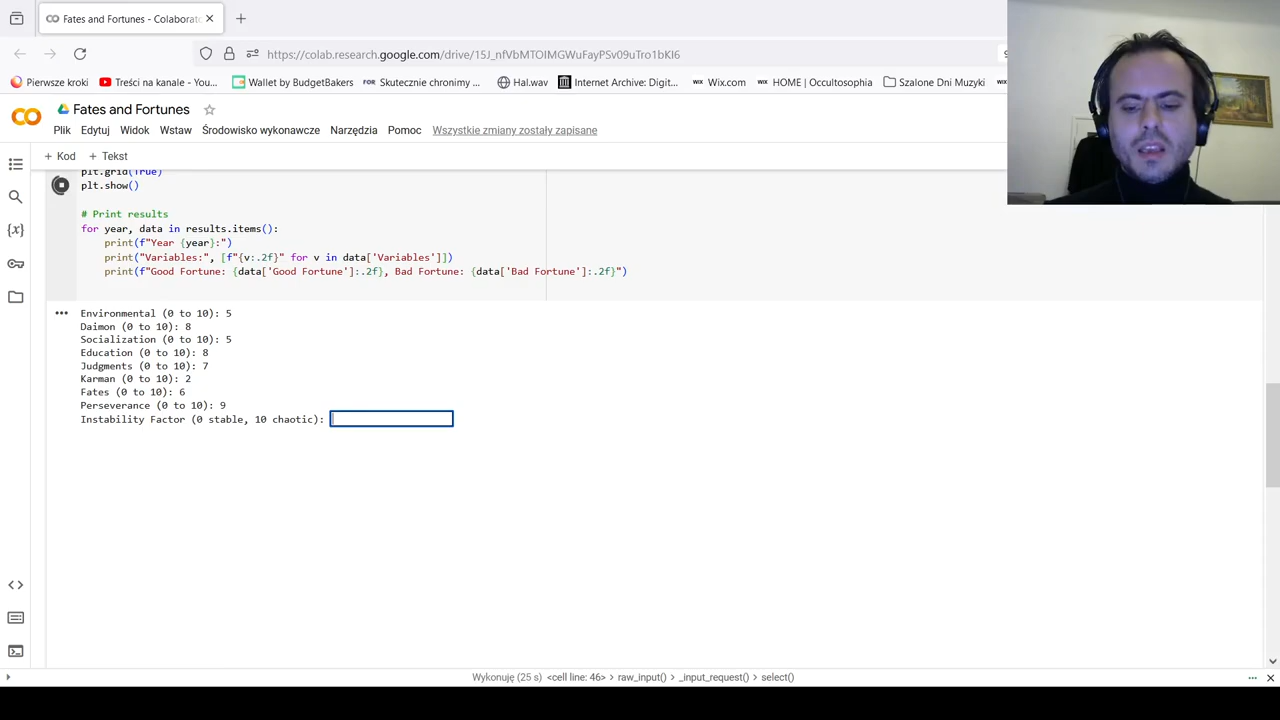 Fates and Fortunes - Colaborato
https://colab.research.google.com/drive/15J_nfVbMTOIMGWuFayPSv09uTro1bKI6
Pierwsze kroki
Treści na kanale - You...
Wallet by BudgetBakers
FOR
Skutecznie chronimy ...
Hal.wav
Internet Archive: Digit...
WIX
Wix.com
WIX
HOME | Occultosophia
Szalone Dni Muzyki
Fates and Fortunes
Plik Edytuj Widok Wstaw Środowisko wykonawcze Narzędzia Pomoc Wszystkie zmiany zostały zapisane
+ Kod + Tekst
plt.grid(True)
plt.show()
# Print results
for year, data in results.items():
print(f"Year {year}:")
print("Variables:", [f"{v:.2f}" for v in data['Variables']])
print(f"Good Fortune: {data['Good Fortune']:.2f}, Bad Fortune: {data['Bad Fortune']:.2f}")
Environmental (0 to 10): 5
Daimon (0 to 10): 8
Socialization (0 to 10): 5
Education (0 to 10): 8
Judgments (0 to 10): 7
Karman (0 to 10): 2
Fates (0 to 10): 6
Perseverance (0 to 10): 9
Instability Factor (0 stable, 10 chaotic):
Wykonuję (25 s) <cell line: 46> > raw_input() > _input_request() > select()